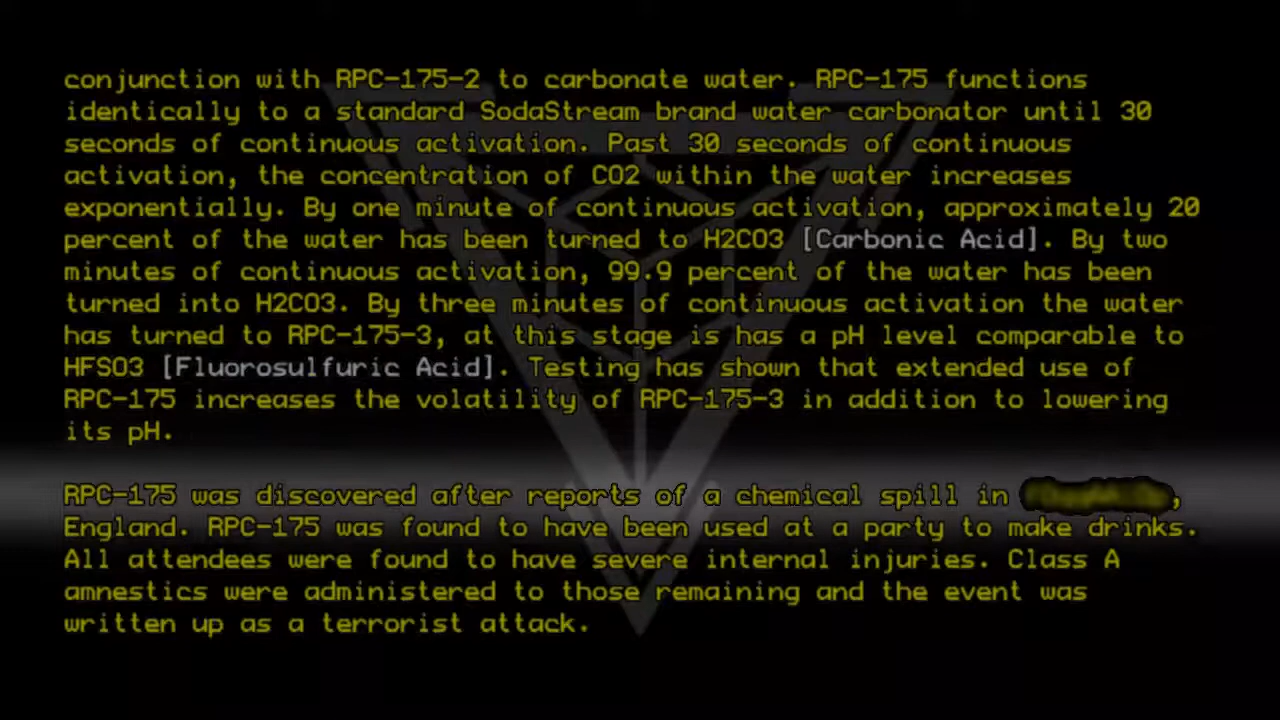 conjunction with RPC-175-2 to carbonate water. RPC-175 functions
identically to a standard SodaStream brand water carbonator until 30
seconds of continuous activation. Past 30 seconds of continuous
activation, the concentration of CO2 within the water increases
exponentially. By one minute of continuous activation, approximately 20
percent of the water has been turned to H2CO3 [Carbonic Acid]. By two
minutes of continuous activation, 99.9 percent of the water has been
turned into H2CO3. By three minutes of continuous activation the water
has turned to RPC-175-3, at this stage is has a pH level comparable to
HFSO3 [Fluorosulfuric Acid]. Testing has shown that extended use of
RPC-175 increases the volatility of RPC-175-3 in addition to lowering
its pH.
RPC-175 was discovered after reports of a chemical spill in ,
England. RPC-175 was found to have been used at a party to make drinks.
All attendees were found to have severe internal injuries. Class A
amnestics were administered to those remaining and the event was
written up as a terrorist attack.